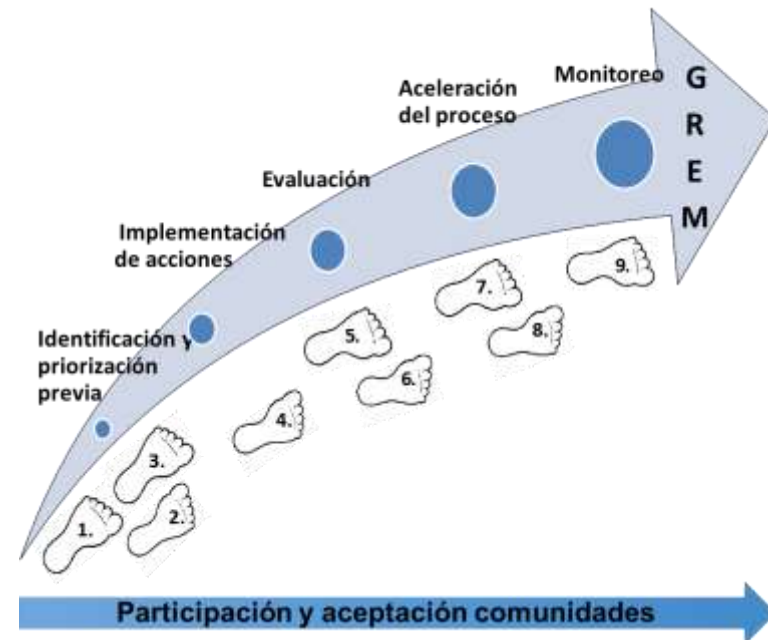 Monitoreo
Aceleración
del proceso
Evaluación
Implementación
de acciones
Identificación y
priorización
previa
G
R
E
M
1.
2.
3.
4.
5.
6.
7.
8.
9.
Participación y aceptación comunidades